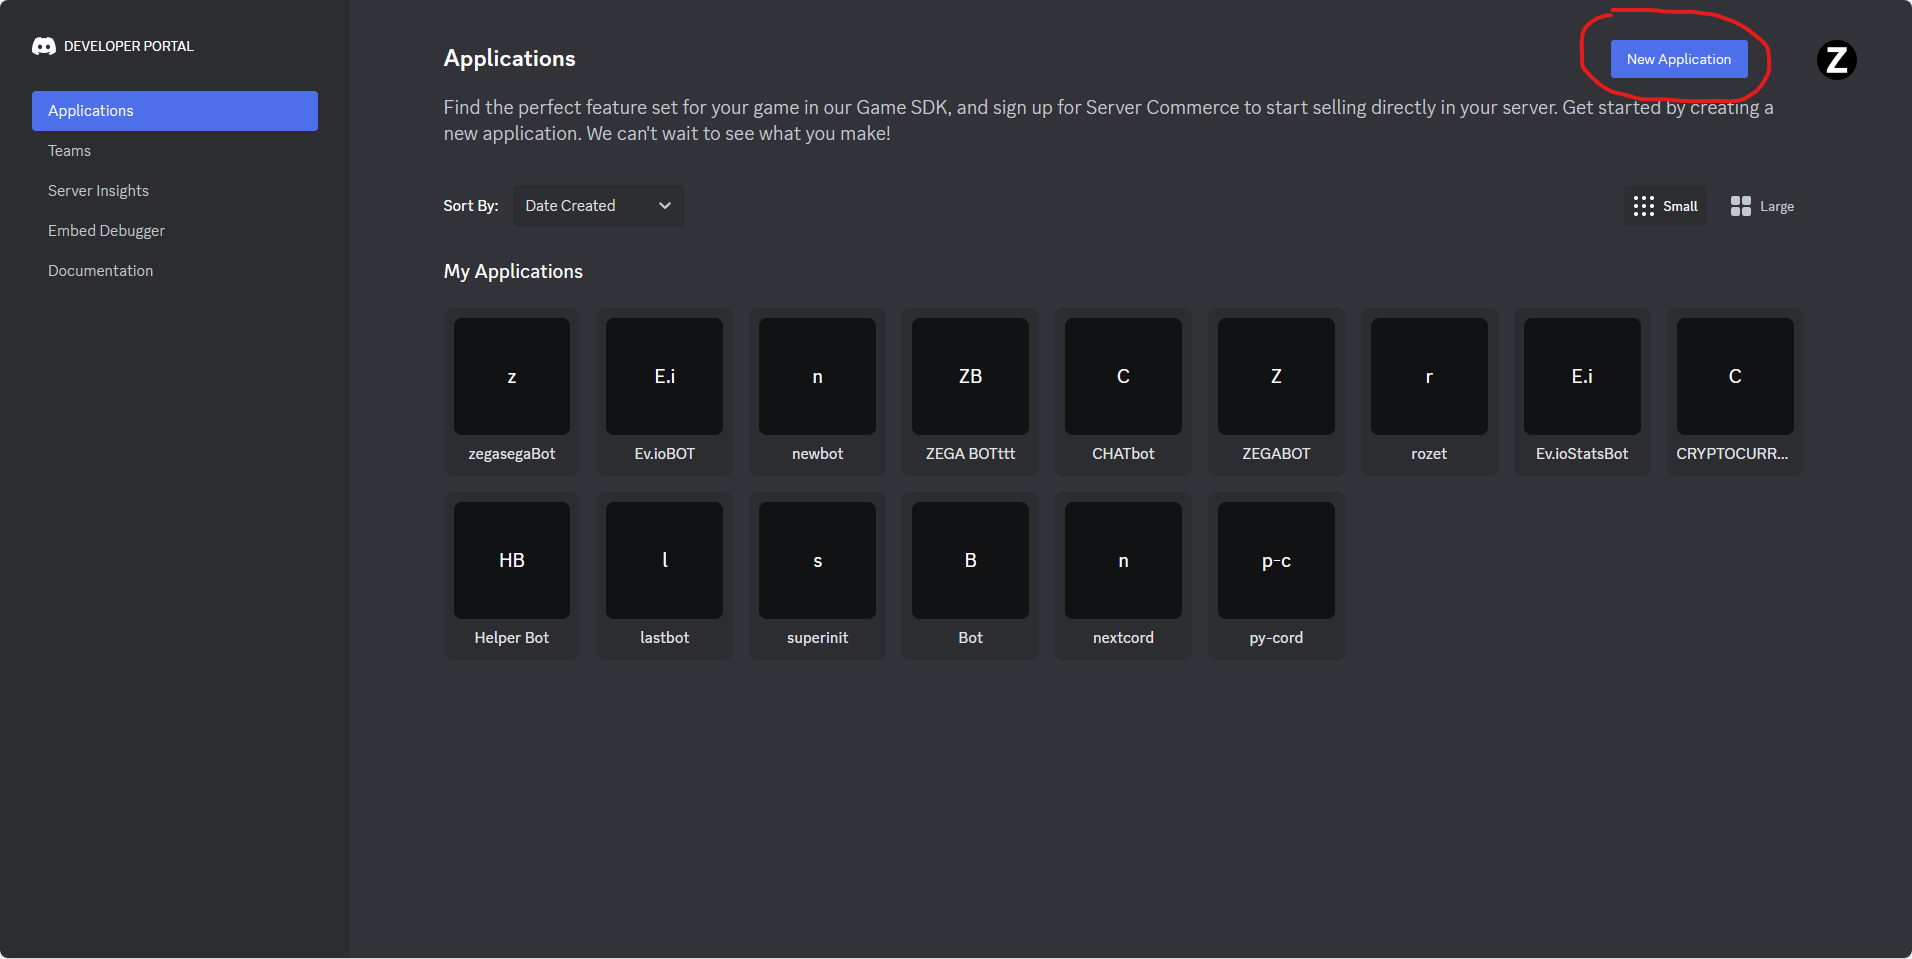 DEVELOPER PORTAL
Applications
Teams
Server Insights
Embed Debugger
Documentation
Applications
New Application
Z
Find the perfect feature set for your game in our Game SDK, and sign up for Server Commerce to start selling directly in your server. Get started by creating a
new application. We can't wait to see what you make!
Sort By: Date Created
Small Large
My Applications
z E.i n ZB C Z r E.i C
zegasegaBot Ev.ioBOT newbot ZEGA BOTttt CHATbot ZEGABOT rozet Ev.ioStatsBot CRYPTOCURR...
HB l s B n p-c
Helper Bot lastbot superinit Bot nextcord py-cord